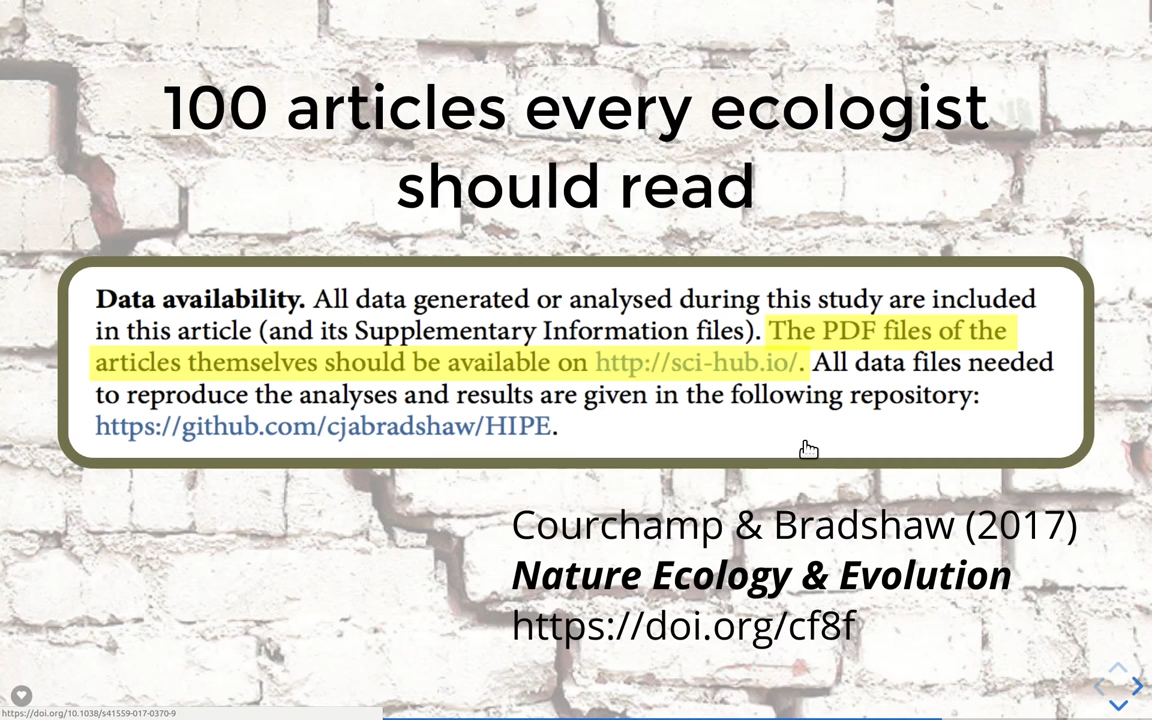 100 articles every ecologist
should read
Data availability. All data generated or analysed during this study are included
in this article (and its Supplementary Information files). The PDF files of the
articles themselves should be available on http://sci-hub.io/. All data files needed
to reproduce the analyses and results are given in the following repository:
https://github.com/cjabradshaw/HIPE.
Courchamp & Bradshaw (2017)
Nature Ecology & Evolution
https://doi.org/cf8f
https://doi.org/10.1038/s41559-017-0370-9